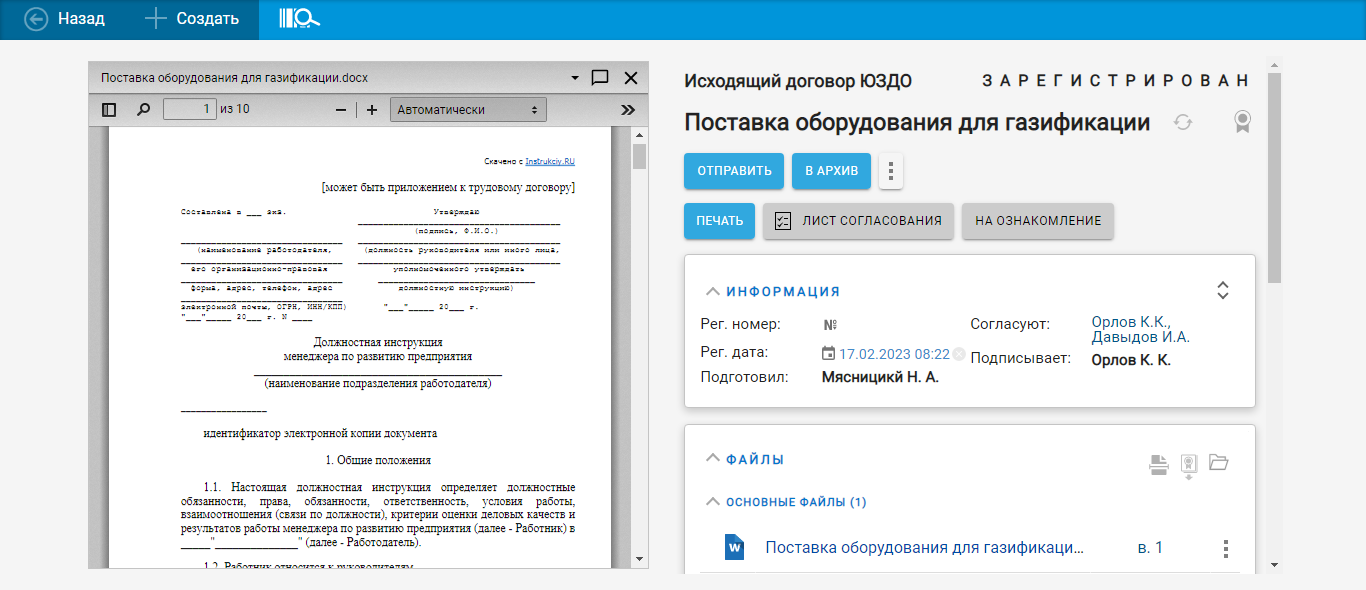 Назад
Создать
Поставка оборудования для газификации.docx
1 из 10
Автоматически
Скачено с Instrukciy.RU
[может быть приложением к трудовому договору]
Составлена в ___ экз. Утверждаю
(подпись, Ф.И.О.)
(наименование работодателя, (должность руководителя или иного лица,
его организационно-правовая уполномоченного утверждать
форма, адрес, телефон, адрес должностную инструкцию)
электронной почты, ОГРН, ИНН/КПП) "___"_____ 20___ г.
"___"_____ 20___ г. N ____
Должностная инструкция
менеджера по развитию предприятия
(наименование подразделения работодателя)
идентификатор электронной копии документа
1. Общие положения
1.1. Настоящая должностная инструкция определяет должностные
обязанности, права, обязанности, ответственность, условия работы,
взаимоотношения (связи по должности), критерии оценки деловых качеств и
результатов работы менеджера по развитию предприятия (далее - Работник) в
_____"______________" (далее - Работодатель).
1.2. Работник относится к руководителям
Исходящий договор ЮЗДО
ЗАРЕГИСТРИРОВАН
Поставка оборудования для газификации
ОТПРАВИТЬ
В АРХИВ
ПЕЧАТЬ
ЛИСТ СОГЛАСОВАНИЯ
НА ОЗНАКОМЛЕНИЕ
ИНФОРМАЦИЯ
Рег. номер: №
Рег. дата: 17.02.2023 08:22
Подготовил: Мясницикй Н. А.
Согласуют: Орлов К.К.,
Давыдов И.А.
Подписывает: Орлов К. К.
ФАЙЛЫ
ОСНОВНЫЕ ФАЙЛЫ (1)
W Поставка оборудования для газификаци... в. 1